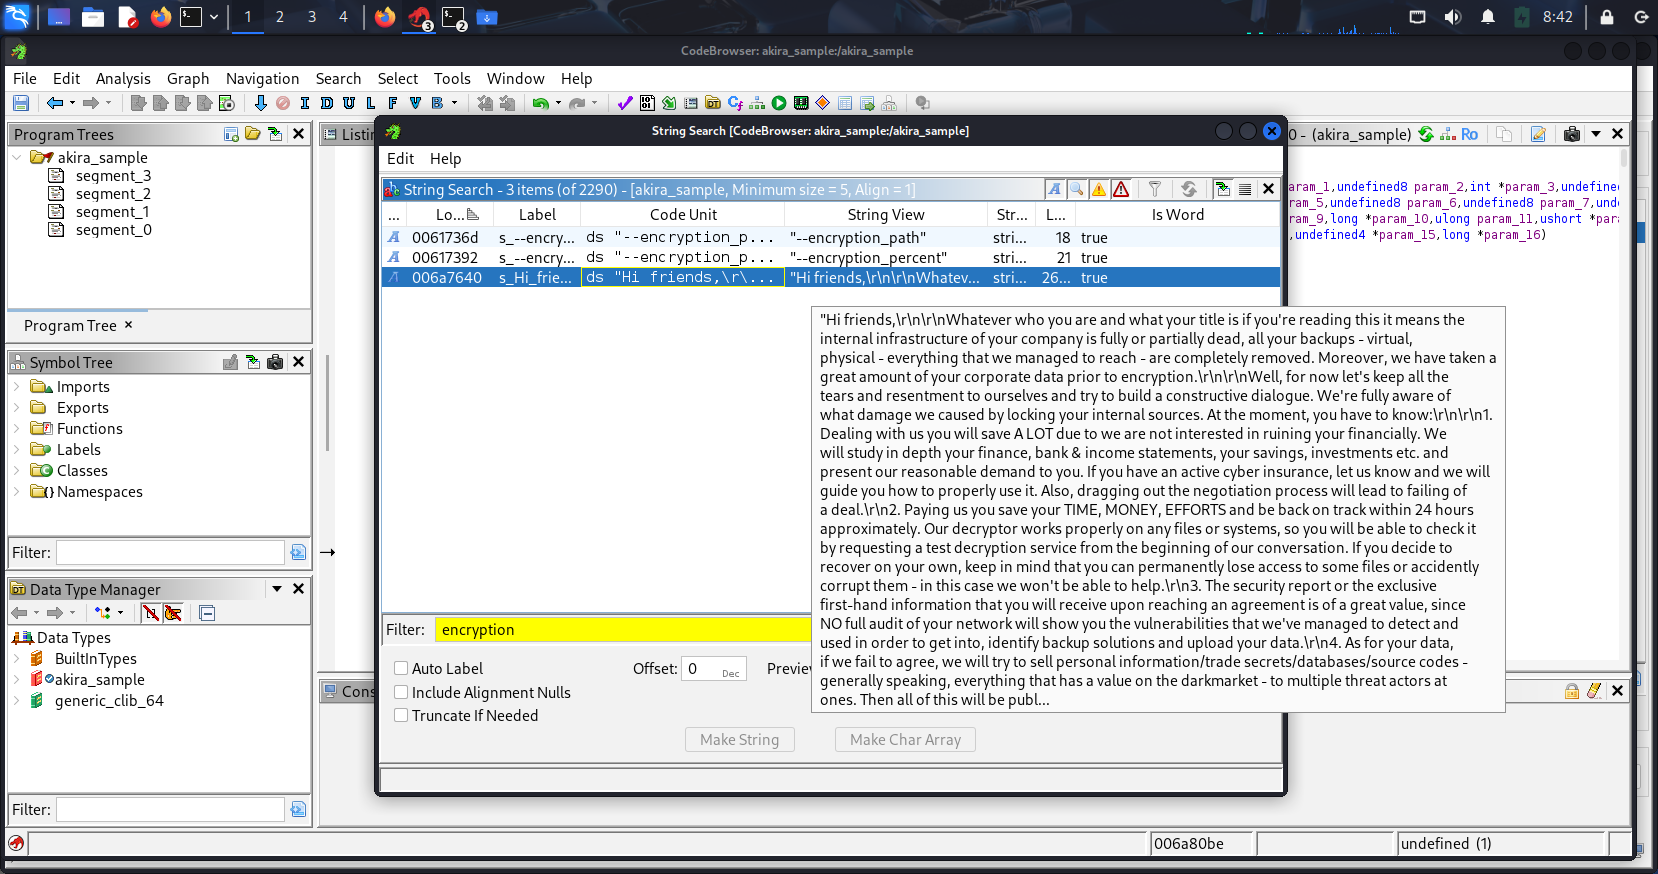 1 2 3 4
3
2
8:42
CodeBrowser: akira_sample:/akira_sample
File Edit Analysis Graph Navigation Search Select Tools Window Help
I D U L F V B
Program Trees
akira_sample
segment_3
segment_2
segment_1
segment_0
Program Tree ×
Symbol Tree
Imports
Exports
Functions
Labels
Classes
Namespaces
Filter:
Data Type Manager
Data Types
BuiltInTypes
akira_sample
generic_clib_64
Filter:
Listin
String Search [CodeBrowser: akira_sample:/akira_sample]
Edit Help
String Search - 3 items (of 2290) - [akira_sample, Minimum size = 5, Align = 1]
... Lo... Label Code Unit String View Str... L... Is Word
0061736d s_--encry... ds "--encryption_p... "--encryption_path" stri... 18 true
00617392 s_--encry... ds "--encryption_p... "--encryption_percent" stri... 21 true
006a7640 s_Hi_frie... ds "Hi friends,\r\... "Hi friends,\r\n\r\nWhatev... stri... 26... true
"Hi friends,\r\n\r\nWhatever who you are and what your title is if you're reading this it means the
internal infrastructure of your company is fully or partially dead, all your backups - virtual,
physical - everything that we managed to reach - are completely removed. Moreover, we have taken a
great amount of your corporate data prior to encryption.\r\n\r\nWell, for now let's keep all the
tears and resentment to ourselves and try to build a constructive dialogue. We're fully aware of
what damage we caused by locking your internal sources. At the moment, you have to know:\r\n\r\n1.
Dealing with us you will save A LOT due to we are not interested in ruining your financially. We
will study in depth your finance, bank & income statements, your savings, investments etc. and
present our reasonable demand to you. If you have an active cyber insurance, let us know and we will
guide you how to properly use it. Also, dragging out the negotiation process will lead to failing of
a deal.\r\n2. Paying us you save your TIME, MONEY, EFFORTS and be back on track within 24 hours
approximately. Our decryptor works properly on any files or systems, so you will be able to check it
by requesting a test decryption service from the beginning of our conversation. If you decide to
recover on your own, keep in mind that you can permanently lose access to some files or accidently
corrupt them - in this case we won't be able to help.\r\n3. The security report or the exclusive
first-hand information that you will receive upon reaching an agreement is of a great value, since
NO full audit of your network will show you the vulnerabilities that we've managed to detect and
used in order to get into, identify backup solutions and upload your data.\r\n4. As for your data,
if we fail to agree, we will try to sell personal information/trade secrets/databases/source codes -
generally speaking, everything that has a value on the darkmarket - to multiple threat actors at
ones. Then all of this will be publ...
Filter: encryption
Auto Label
Include Alignment Nulls
Truncate If Needed
Offset: 0 Dec Preview
Make String Make Char Array
Cons
0 - (akira_sample) Ro
aram_1,undefined8 param_2,int *param_3,undefine
aram_5,undefined8 param_6,undefined8 param_7,unde
aram_9,long *param_10,ulong param_11,ushort *para
,undefined4 *param_15,long *param_16)
006a80be
undefined (1)